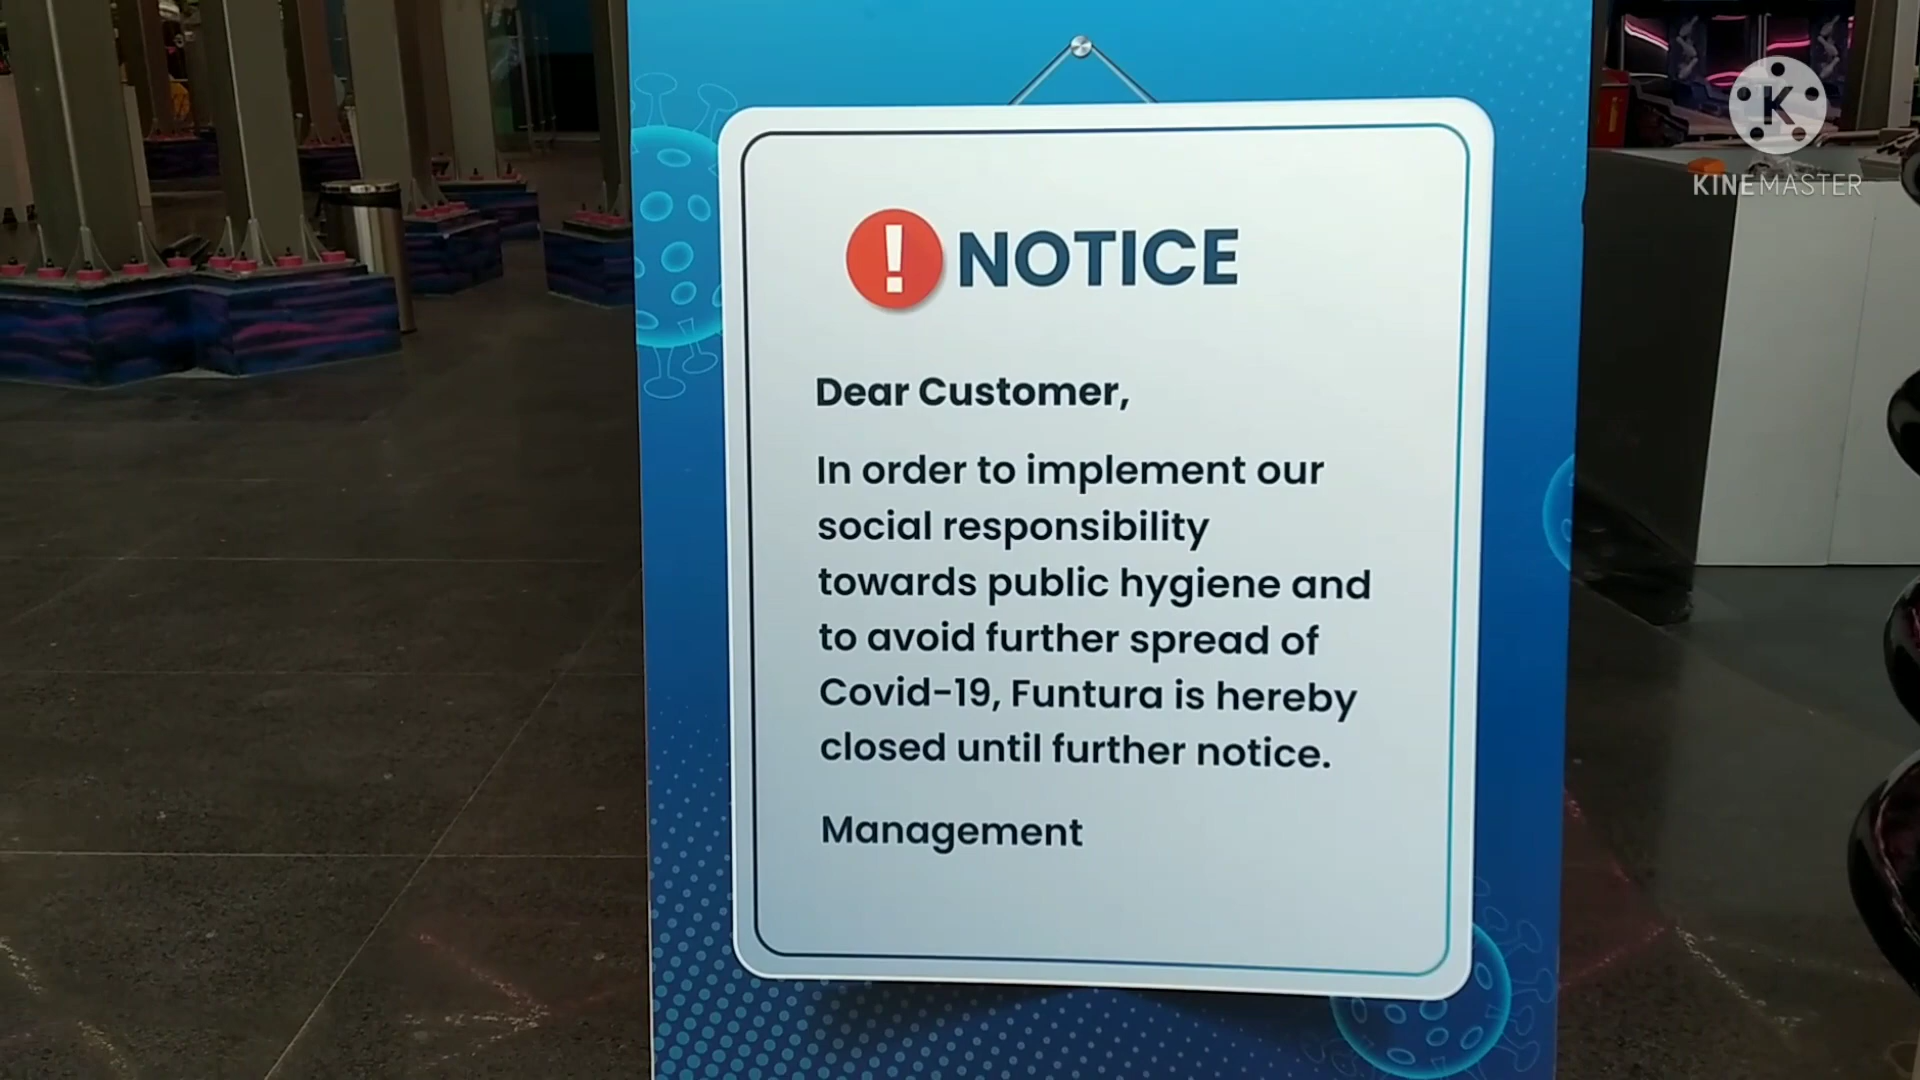 K
KINEMASTER
! NOTICE
Dear Customer,
In order to implement our
social responsibility
towards public hygiene and
to avoid further spread of
Covid-19, Funtura is hereby
closed until further notice.
Management